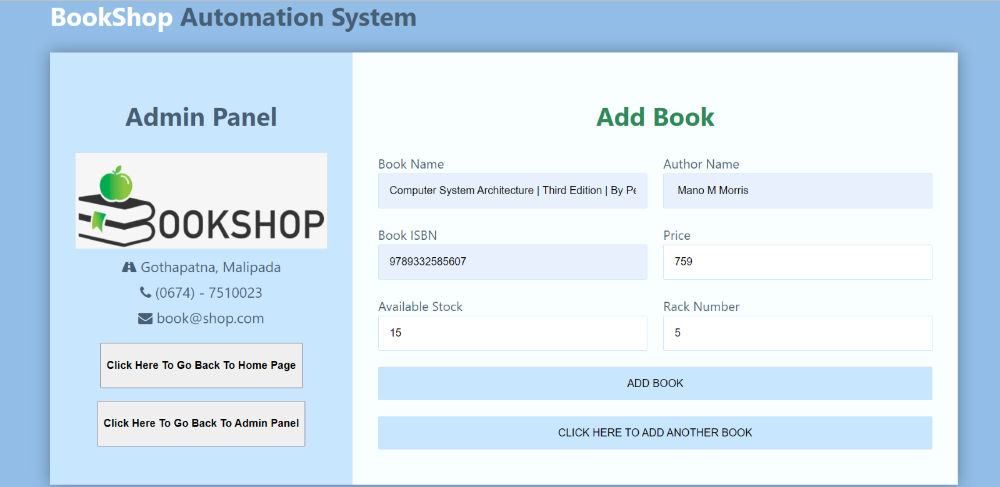 BookShop Automation System
Admin Panel
BOOKSHOP
Gothapatna, Malipada
(0674) - 7510023
book@shop.com
Click Here To Go Back To Home Page
Click Here To Go Back To Admin Panel
Add Book
Book Name
Computer System Architecture | Third Edition | By Pe
Author Name
Mano M Morris
Book ISBN
9789332585607
Price
759
Available Stock
15
Rack Number
5
ADD BOOK
CLICK HERE TO ADD ANOTHER BOOK